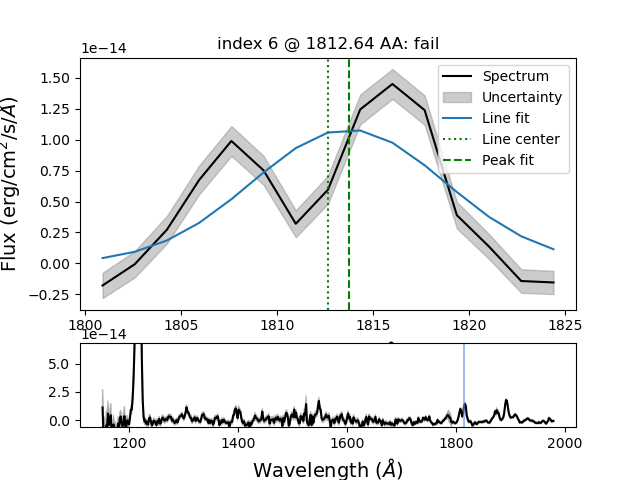 index 6 @ 1812.64 AA: fail
1e−14
Flux (erg/cm²/s/Å)
1.50
1.25
1.00
0.75
0.50
0.25
0.00
−0.25
Spectrum
Uncertainty
Line fit
Line center
Peak fit
1800 1805 1810 1815 1820 1825
1e−14
5.0
2.5
0.0
1200 1400 1600 1800 2000
Wavelength (Å)